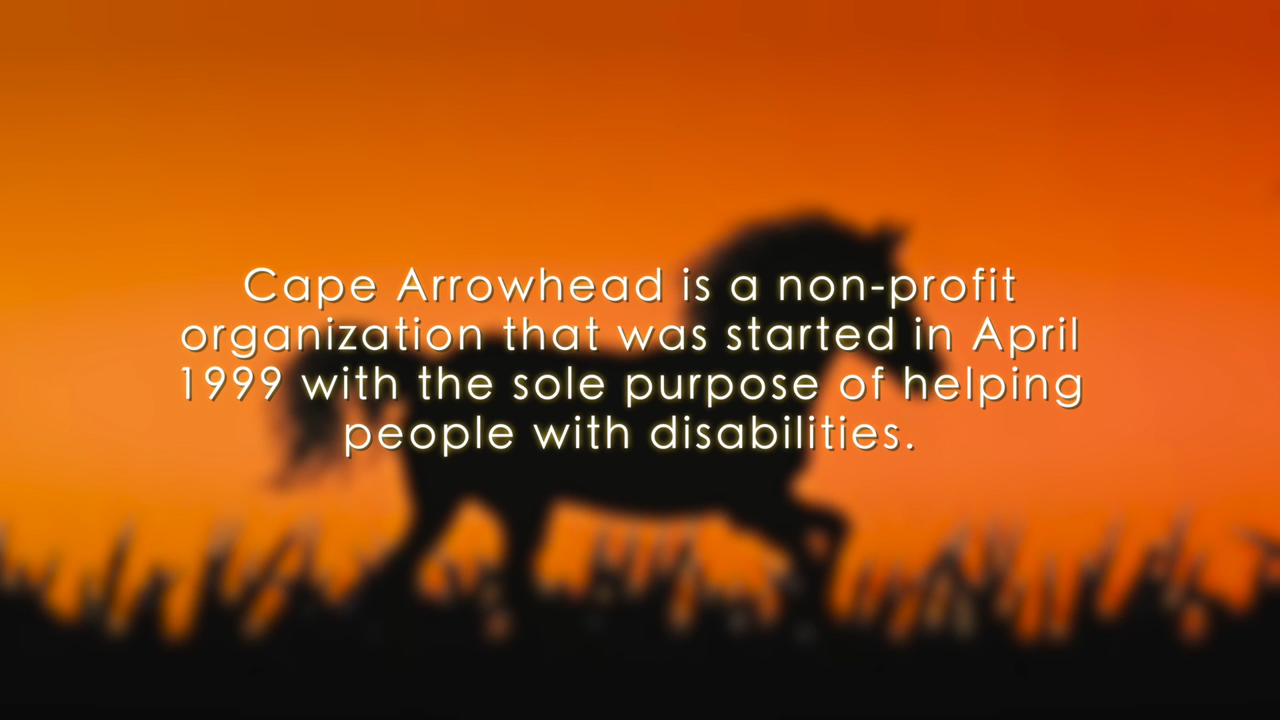 Cape Arrowhead is a non-profit
organization that was started in April
1999 with the sole purpose of helping
people with disabilities.